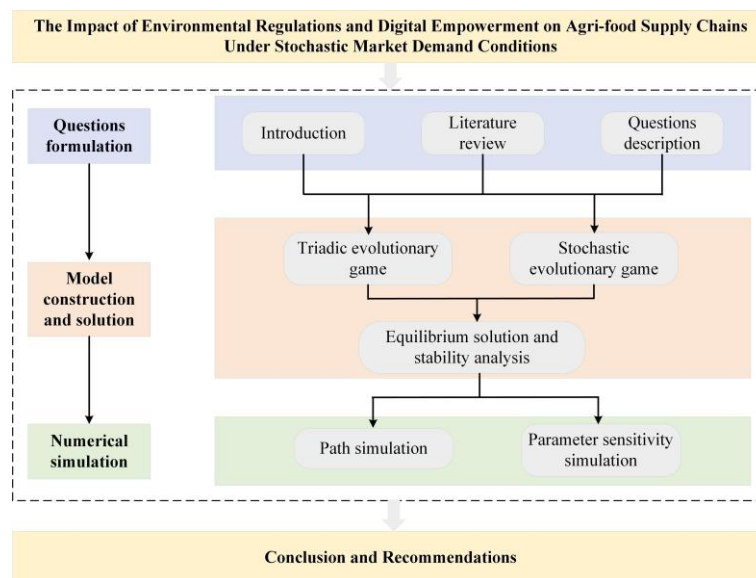 The Impact of Environmental Regulations and Digital Empowerment on Agri-food Supply Chains
Under Stochastic Market Demand Conditions
Questions
formulation
Introduction
Literature
review
Questions
description
Model
construction
and solution
Triadic evolutionary
game
Stochastic
evolutionary game
Equilibrium solution and
stability analysis
Numerical
simulation
Path simulation
Parameter sensitivity
simulation
Conclusion and Recommendations